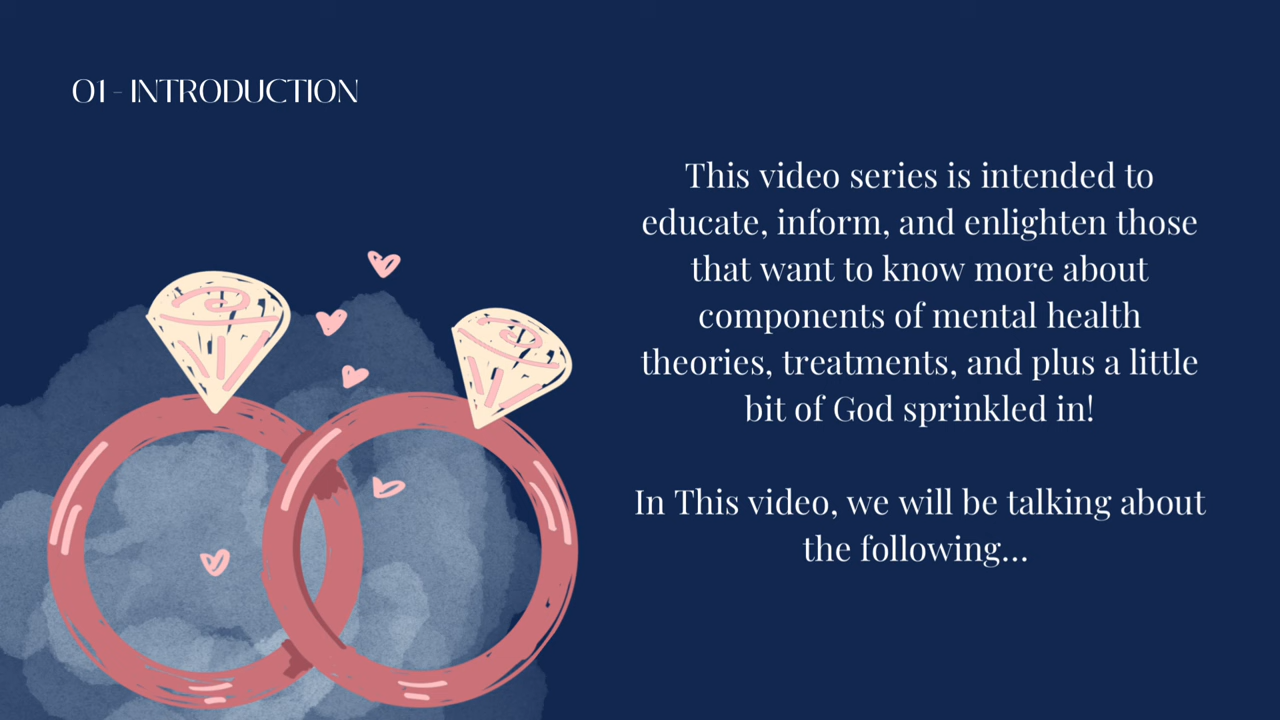 01 - INTRODUCTION
This video series is intended to
educate, inform, and enlighten those
that want to know more about
components of mental health
theories, treatments, and plus a little
bit of God sprinkled in!
In This video, we will be talking about
the following...